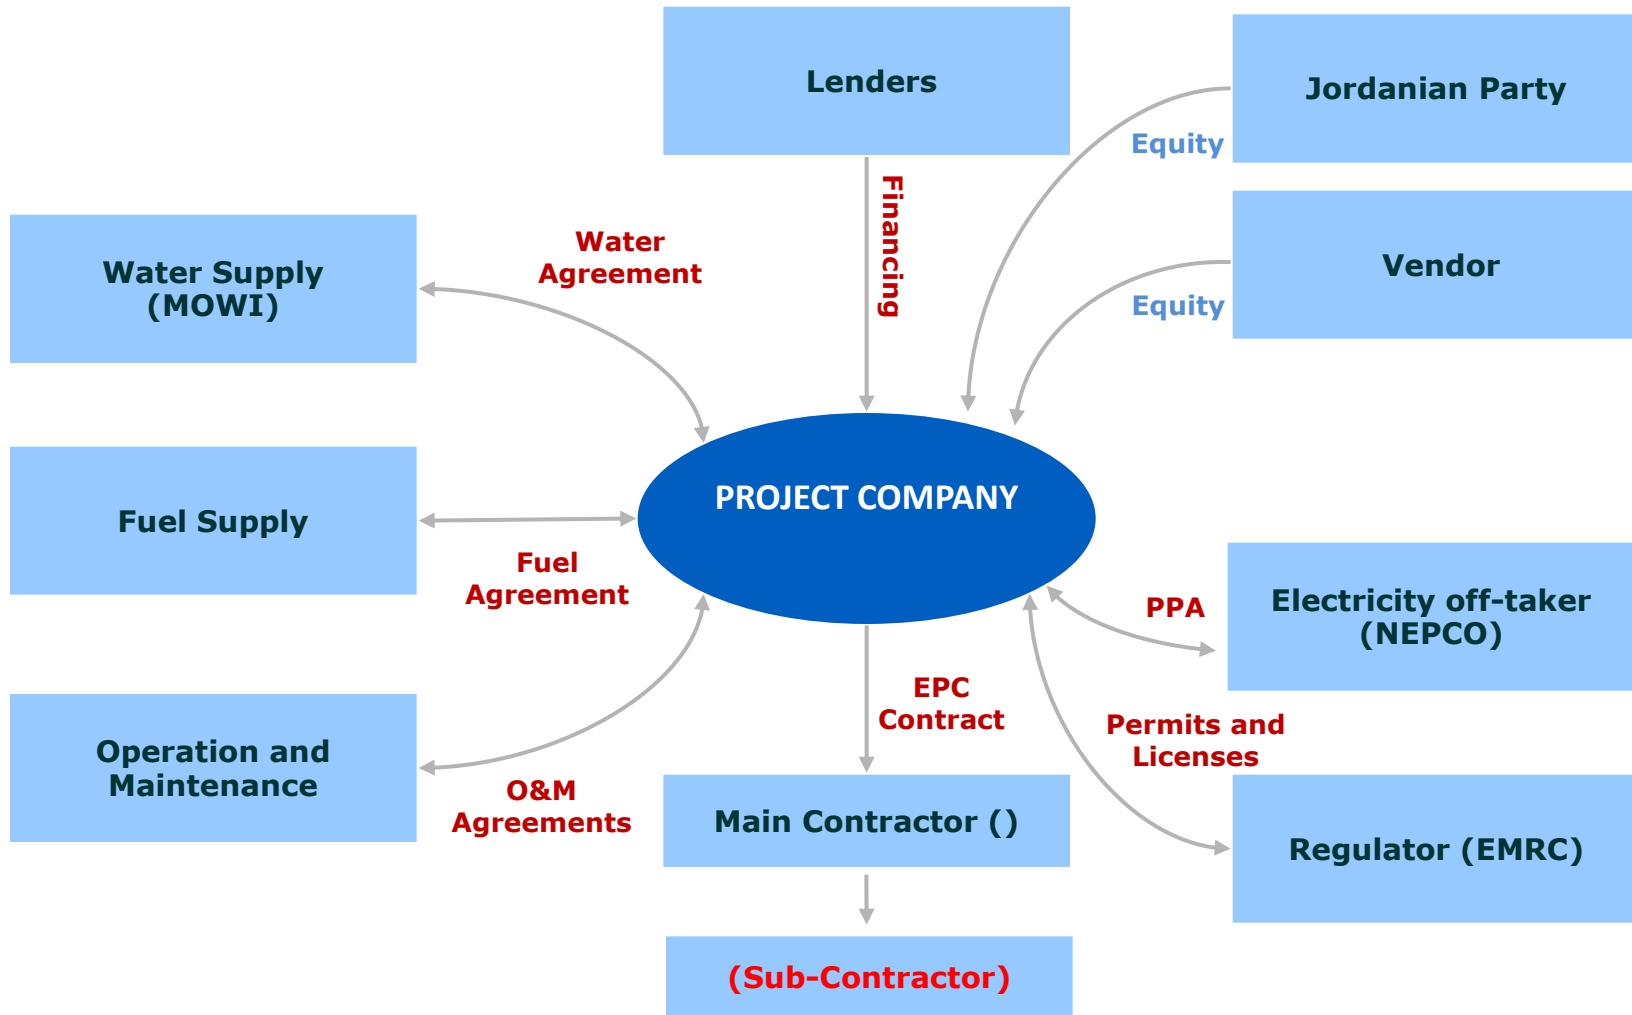 Lenders
Jordanian Party
Equity
Financing
Vendor
Equity
Water
Agreement
Water Supply
(MOWI)
PROJECT COMPANY
Fuel Supply
Fuel
Agreement
PPA
Electricity off-taker
(NEPCO)
EPC
Contract
Permits and
Licenses
Operation and
Maintenance
O&M
Agreements
Main Contractor ()
Regulator (EMRC)
(Sub-Contractor)